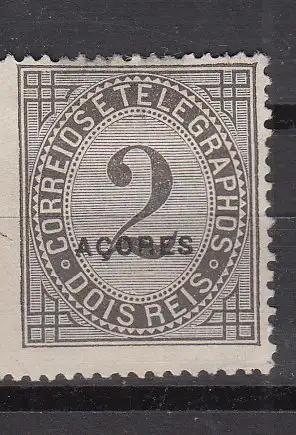 CORREIOS E TELEGRAPHOS
2
AÇORES
DOIS REIS